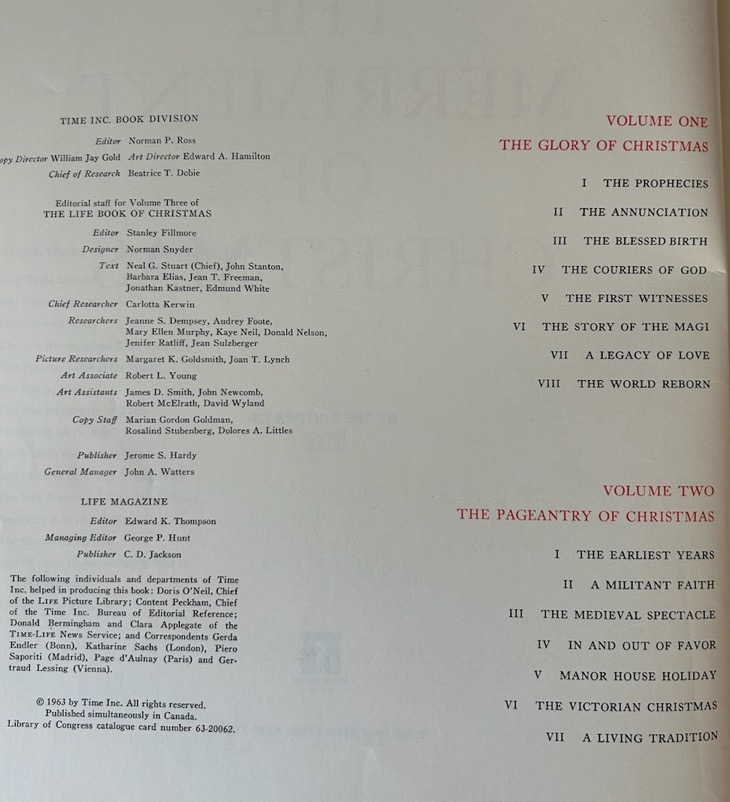 TIME INC. BOOK DIVISION
Editor Norman P. Ross
opy Director William Jay Gold Art Director Edward A. Hamilton
Chief of Research Beatrice T. Dobie
Editorial staff for Volume Three of
THE LIFE BOOK OF CHRISTMAS
Editor Stanley Fillmore
Designer Norman Snyder
Text Neal G. Stuart (Chief), John Stanton,
Barbara Elias, Jean T. Freeman,
Jonathan Kastner, Edmund White
Chief Researcher Carlotta Kerwin
Researchers Jeanne S. Dempsey, Audrey Foote,
Mary Ellen Murphy, Kaye Neil, Donald Nelson,
Jenifer Ratliff, Jean Sulzberger
Picture Researchers Margaret K. Goldsmith, Joan T. Lynch
Art Associate Robert L. Young
Art Assistants James D. Smith, John Newcomb,
Robert McElrath, David Wyland
Copy Staff Marian Gordon Goldman,
Rosalind Stubenberg, Dolores A. Littles
Publisher Jerome S. Hardy
General Manager John A. Watters
LIFE MAGAZINE
Editor Edward K. Thompson
Managing Editor George P. Hunt
Publisher C. D. Jackson
The following individuals and departments of Time
Inc. helped in producing this book: Doris O'Neil, Chief
of the LIFE Picture Library; Content Peckham, Chief
of the Time Inc. Bureau of Editorial Reference;
Donald Bermingham and Clara Applegate of the
TIME-LIFE News Service; and Correspondents Gerda
Endler (Bonn), Katharine Sachs (London), Piero
Saporiti (Madrid), Page d'Aulnay (Paris) and Ger-
traud Lessing (Vienna).
© 1963 by Time Inc. All rights reserved.
Published simultaneously in Canada.
Library of Congress catalogue card number 63-20062.
VOLUME ONE
THE GLORY OF CHRISTMAS
I THE PROPHECIES
II THE ANNUNCIATION
III THE BLESSED BIRTH
IV THE COURIERS OF GOD
V THE FIRST WITNESSES
VI THE STORY OF THE MAGI
VII A LEGACY OF LOVE
VIII THE WORLD REBORN
VOLUME TWO
THE PAGEANTRY OF CHRISTMAS
I THE EARLIEST YEARS
II A MILITANT FAITH
III THE MEDIEVAL SPECTACLE
IV IN AND OUT OF FAVOR
V MANOR HOUSE HOLIDAY
VI THE VICTORIAN CHRISTMAS
VII A LIVING TRADITION